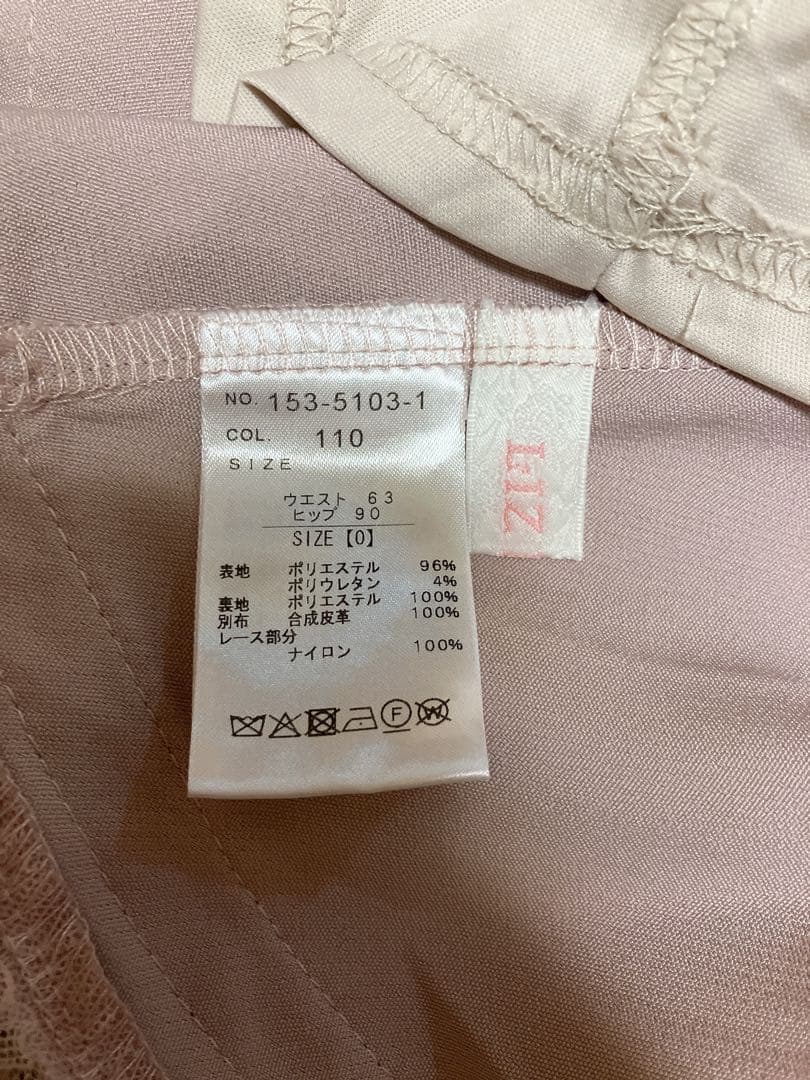 NO. 153-5103-1
COL. 110
SIZE
ウエスト 63
ヒップ 90
SIZE【0】
表地 ポリエステル 96%
ポリウレタン 4%
裏地 ポリエステル 100%
別布 合成皮革 100%
レース部分
ナイロン 100%
F
W
LIZ